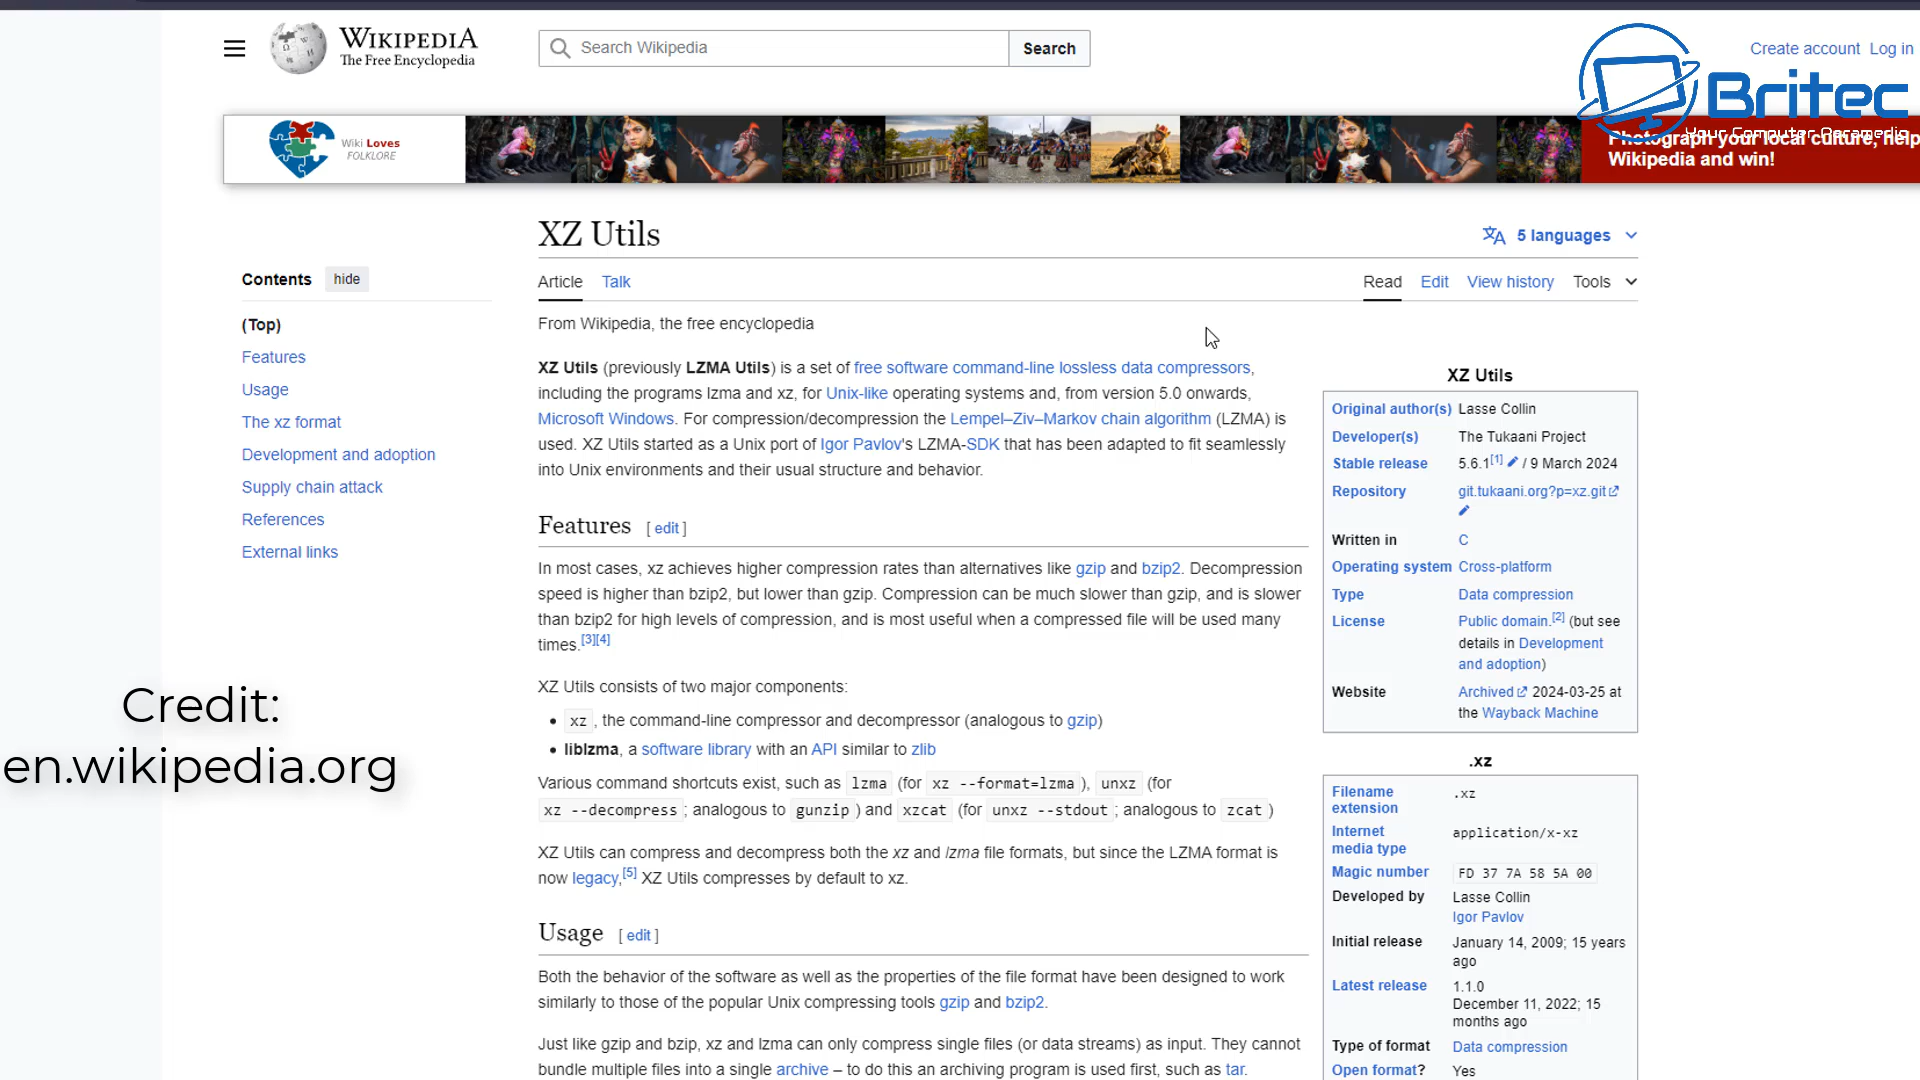 WIKIPEDIA
The Free Encyclopedia
Search Wikipedia
Search
Create account Log in
Britec
Your Computer Paramedic
Wiki Loves
FOLKLORE
Photograph your local culture, help
Wikipedia and win!
XZ Utils
5 languages
Contents hide
Article Talk
Read Edit View history Tools
(Top)
Features
Usage
The xz format
Development and adoption
Supply chain attack
References
External links
From Wikipedia, the free encyclopedia
XZ Utils (previously LZMA Utils) is a set of free software command-line lossless data compressors,
including the programs lzma and xz, for Unix-like operating systems and, from version 5.0 onwards,
Microsoft Windows. For compression/decompression the Lempel–Ziv–Markov chain algorithm (LZMA) is
used. XZ Utils started as a Unix port of Igor Pavlov's LZMA-SDK that has been adapted to fit seamlessly
into Unix environments and their usual structure and behavior.
Features [ edit ]
In most cases, xz achieves higher compression rates than alternatives like gzip and bzip2. Decompression
speed is higher than bzip2, but lower than gzip. Compression can be much slower than gzip, and is slower
than bzip2 for high levels of compression, and is most useful when a compressed file will be used many
times.[3][4]
XZ Utils consists of two major components:
• xz , the command-line compressor and decompressor (analogous to gzip)
• liblzma, a software library with an API similar to zlib
Various command shortcuts exist, such as lzma (for xz --format=lzma ), unxz (for
xz --decompress ; analogous to gunzip ) and xzcat (for unxz --stdout ; analogous to zcat )
XZ Utils can compress and decompress both the xz and lzma file formats, but since the LZMA format is
now legacy,[5] XZ Utils compresses by default to xz.
Usage [ edit ]
Both the behavior of the software as well as the properties of the file format have been designed to work
similarly to those of the popular Unix compressing tools gzip and bzip2.
Just like gzip and bzip, xz and lzma can only compress single files (or data streams) as input. They cannot
bundle multiple files into a single archive – to do this an archiving program is used first, such as tar.
XZ Utils
Original author(s) Lasse Collin
Developer(s) The Tukaani Project
Stable release 5.6.1[1] / 9 March 2024
Repository git.tukaani.org?p=xz.git
Written in C
Operating system Cross-platform
Type Data compression
License Public domain.[2] (but see
details in Development
and adoption)
Website Archived 2024-03-25 at
the Wayback Machine
.xz
Filename
extension .xz
Internet
media type application/x-xz
Magic number FD 37 7A 58 5A 00
Developed by Lasse Collin
Igor Pavlov
Initial release January 14, 2009; 15 years
ago
Latest release 1.1.0
December 11, 2022; 15
months ago
Type of format Data compression
Open format? Yes
Credit:
en.wikipedia.org